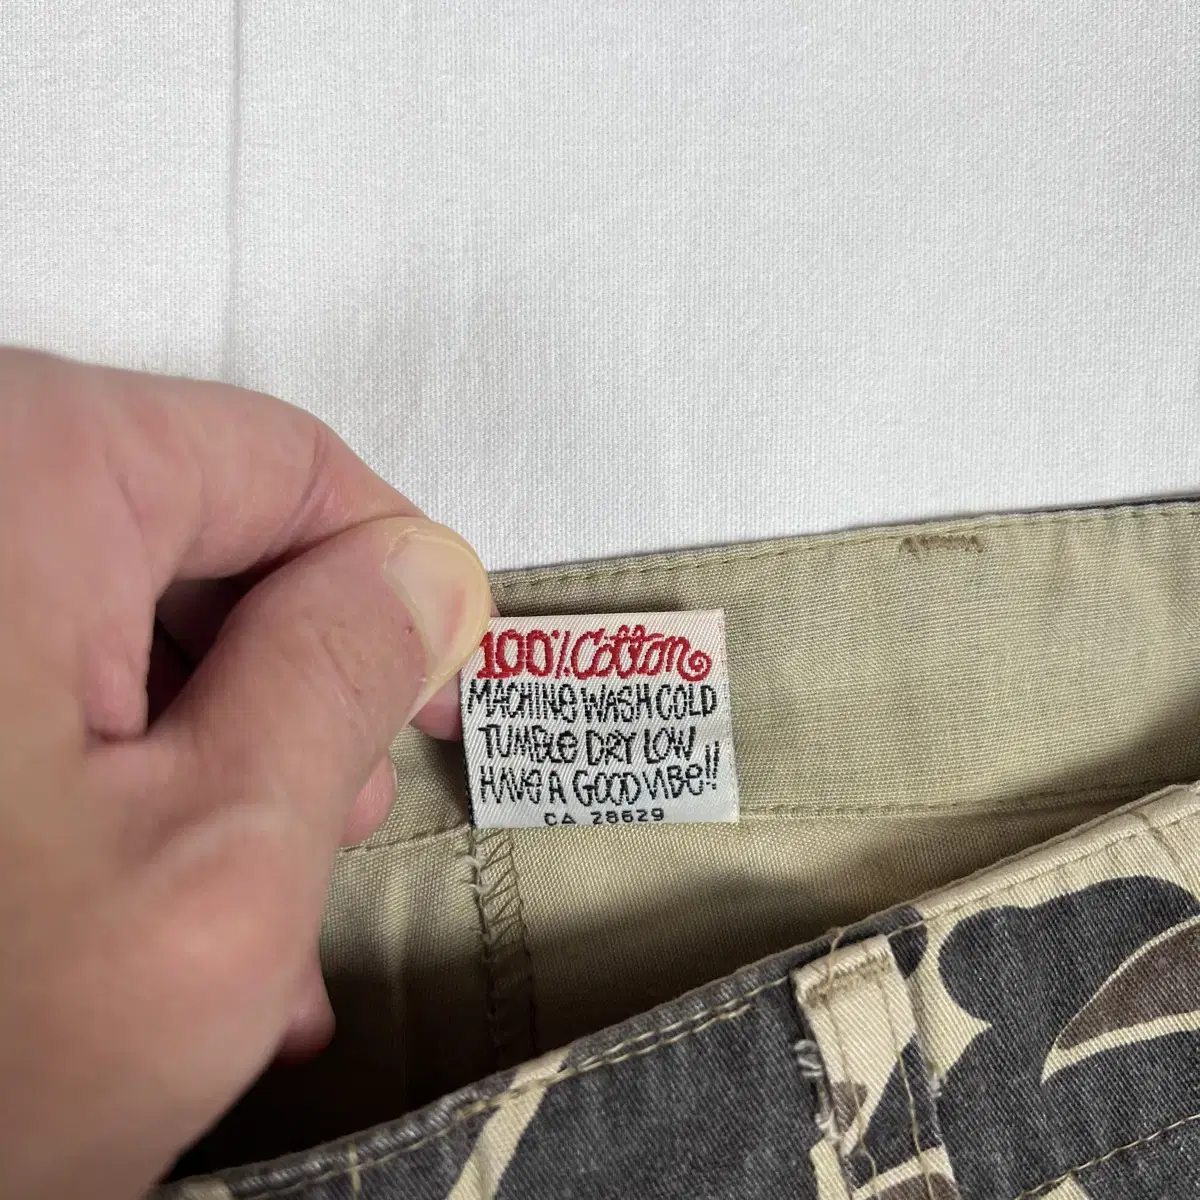 100% Cotton
MACHINE WASH COLD
TUMBLE DRY LOW
HAVE A GOOD VIBE!!
CA 28629